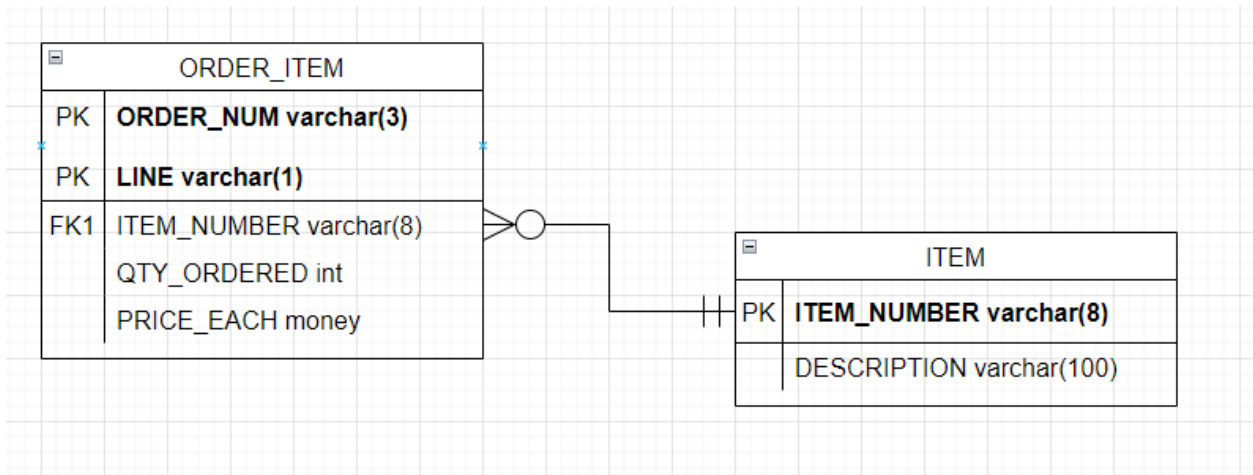 ORDER_ITEM
PK ORDER_NUM varchar(3)
PK LINE varchar(1)
FK1 ITEM_NUMBER varchar(8)
QTY_ORDERED int
PRICE_EACH money
ITEM
PK ITEM_NUMBER varchar(8)
DESCRIPTION varchar(100)